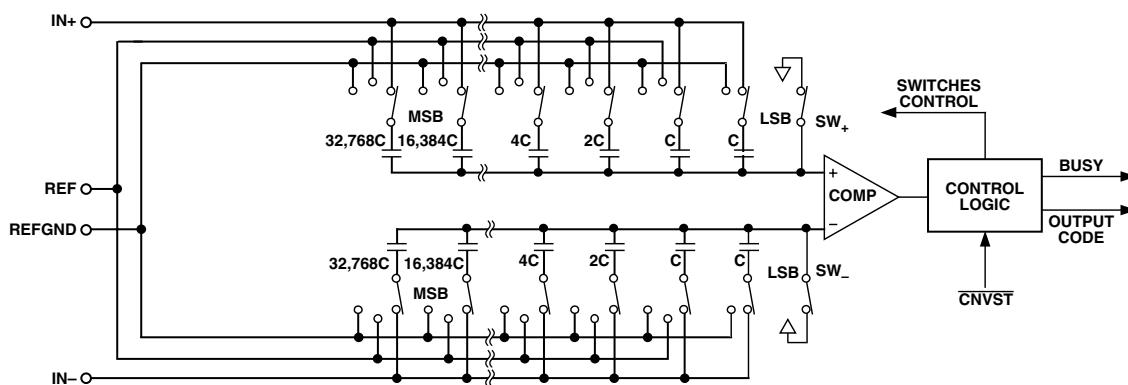 IN+
SWITCHES
CONTROL
MSB
LSB
SW+
32,768C 16,384C 4C 2C C C
REF
BUSY
+
COMP
CONTROL
LOGIC
REFGND
−
OUTPUT
CODE
32,768C 16,384C 4C 2C C C
LSB
SW−
MSB
CNVST
IN−